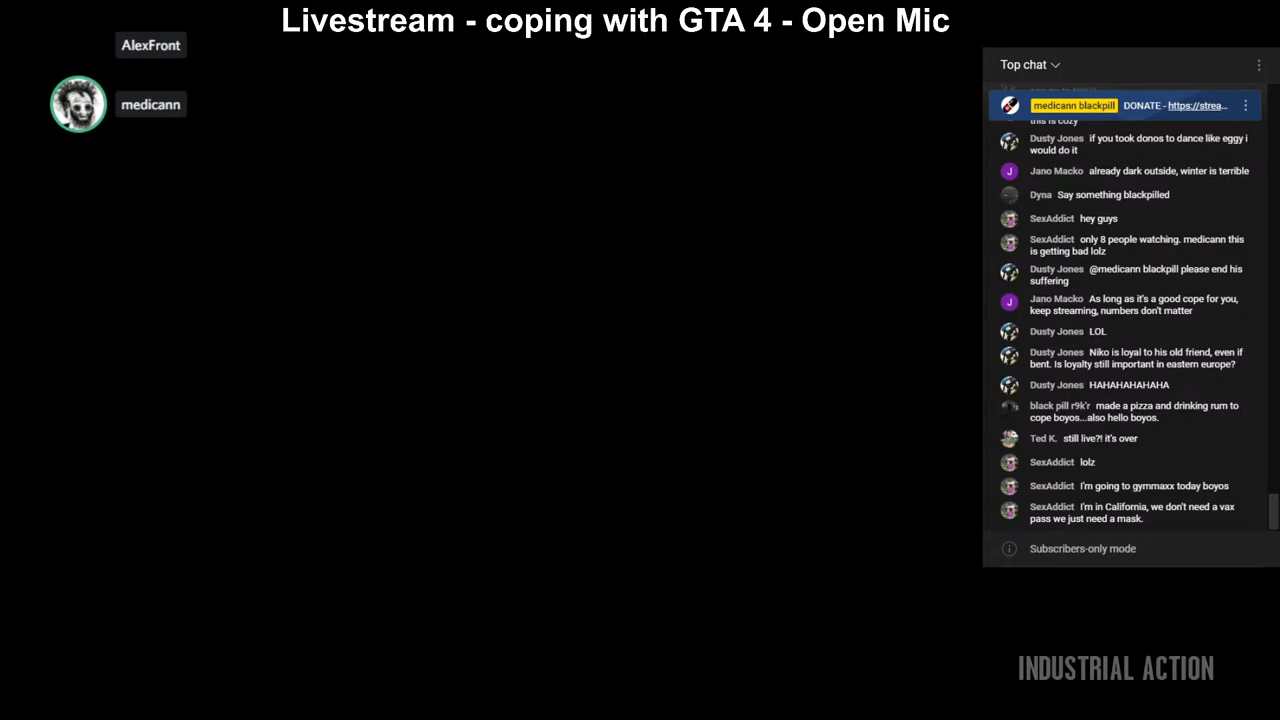 Livestream - coping with GTA 4 - Open Mic
AlexFront
medicann
Top chat
medicann blackpill DONATE - https://strea...
this is cozy
Dusty Jones if you took donos to dance like eggy i
would do it
Jano Macko already dark outside, winter is terrible
Dyna Say something blackpilled
SexAddict hey guys
SexAddict only 8 people watching. medicann this
is getting bad lolz
Dusty Jones @medicann blackpill please end his
suffering
Jano Macko As long as it's a good cope for you,
keep streaming, numbers don't matter
Dusty Jones LOL
Dusty Jones Niko is loyal to his old friend, even if
bent. Is loyalty still important in eastern europe?
Dusty Jones HAHAHAHAHAHA
black pill r9k'r made a pizza and drinking rum to
cope boyos...also hello boyos.
Ted K. still live?! it's over
SexAddict lolz
SexAddict I'm going to gymmaxx today boyos
SexAddict I'm in California, we don't need a vax
pass we just need a mask.
Subscribers-only mode
INDUSTRIAL ACTION